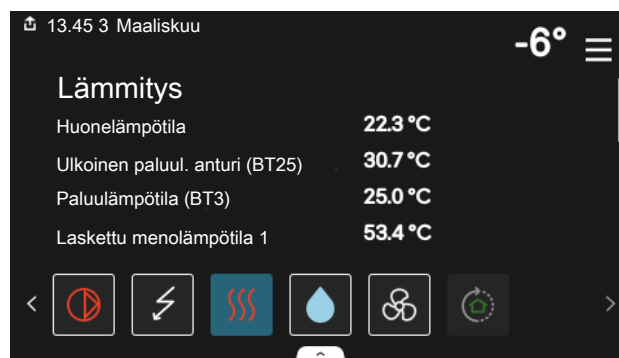 13.45 3 Maaliskuu
-6°
Lämmitys
Huonelämpötila 22.3 °C
Ulkoinen paluul. anturi (BT25) 30.7 °C
Paluulämpötila (BT3) 25.0 °C
Laskettu menolämpötila 1 53.4 °C